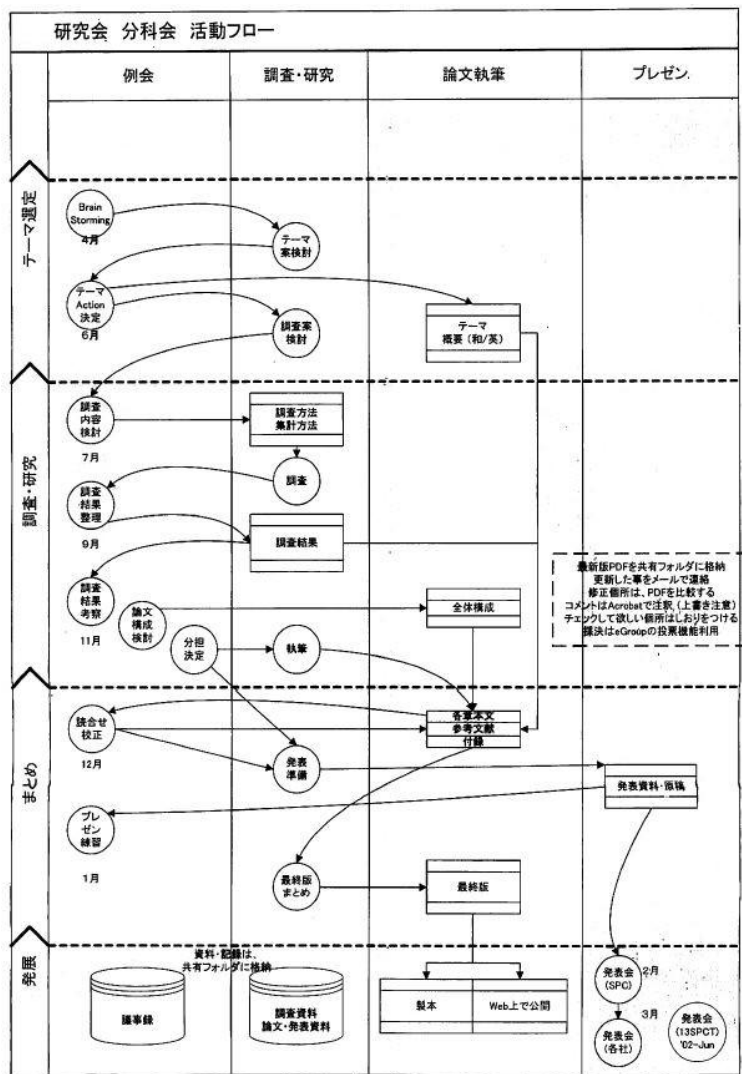 研究会 分科会 活動フロー
例会
調査・研究
論文執筆
プレゼン
テーマ選定
Brain
Storming
4月
テーマ
案検討
テーマ
Action
決定
6月
調査案
検討
テーマ
概要(和/英)
調査・研究
調査
内容
検討
7月
調査方法
集計方法
調査
調査
結果
整理
9月
調査結果
調査
結果
考察
11月
論文
構成
検討
全体構成
分担
決定
執筆
最新版PDFを共有フォルダに格納
更新した事をメールで連絡
修正個所は、PDFを比較する
コメントはAcrobatで注釈(上書き注意)
チェックして欲しい個所はしおりをつける
採決はeGroupの投票機能利用
まとめ
読合せ
校正
12月
各章本文
参考文献
付録
発表
準備
発表資料・原稿
プレ
ゼン
練習
1月
最終版
まとめ
最終版
発展
資料・記録は、
共有フォルダに格納
議事録
調査資料
論文・発表資料
製本
Web上で公開
発表会
(SPC)
2月
3月
発表会
(各社)
発表会
(13SPCT)
'02-Jun